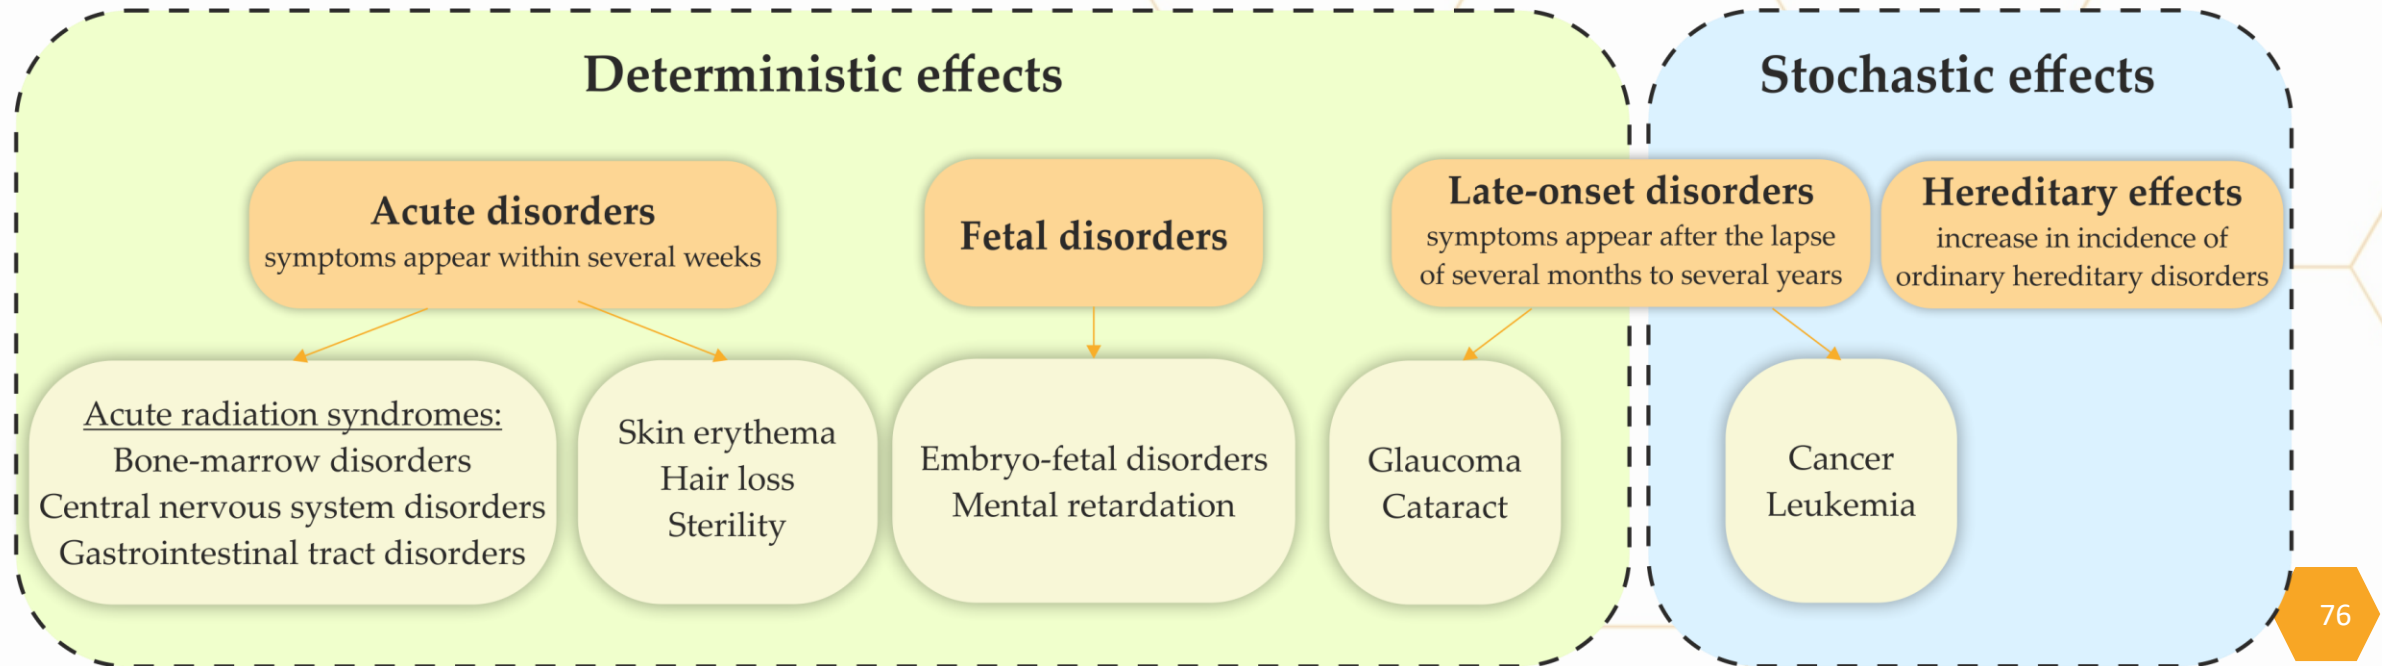 Deterministic effects
Stochastic effects
Acute disorders
symptoms appear within several weeks
Fetal disorders
Late-onset disorders
symptoms appear after the lapse
of several months to several years
Hereditary effects
increase in incidence of
ordinary hereditary disorders
Acute radiation syndromes:
Bone-marrow disorders
Central nervous system disorders
Gastrointestinal tract disorders
Skin erythema
Hair loss
Sterility
Embryo-fetal disorders
Mental retardation
Glaucoma
Cataract
Cancer
Leukemia
76